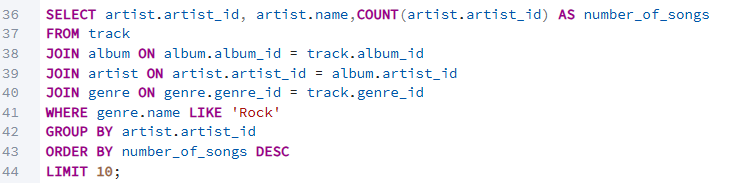 36 SELECT artist.artist_id, artist.name,COUNT(artist.artist_id) AS number_of_songs
37 FROM track
38 JOIN album ON album.album_id = track.album_id
39 JOIN artist ON artist.artist_id = album.artist_id
40 JOIN genre ON genre.genre_id = track.genre_id
41 WHERE genre.name LIKE 'Rock'
42 GROUP BY artist.artist_id
43 ORDER BY number_of_songs DESC
44 LIMIT 10;